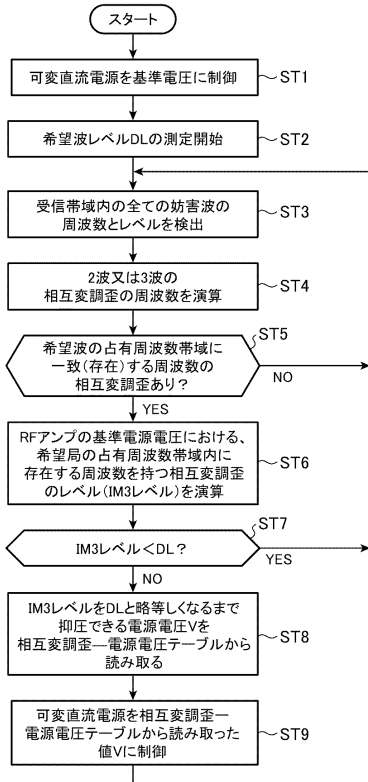 スタート
可変直流電源を基準電圧に制御
ST1
希望波レベルDLの測定開始
ST2
受信帯域内の全ての妨害波の
周波数とレベルを検出
ST3
2波又は3波の
相互変調歪の周波数を演算
ST4
希望波の占有周波数帯域に
一致(存在)する周波数の
相互変調歪あり?
ST5
NO
YES
RFアンプの基準電源電圧における、
希望局の占有周波数帯域内に
存在する周波数を持つ相互変調歪
のレベル(IM3レベル)を演算
ST6
IM3レベル<DL?
ST7
YES
NO
IM3レベルをDLと略等しくなるまで
抑圧できる電源電圧Vを
相互変調歪―電源電圧テーブルから
読み取る
ST8
可変直流電源を相互変調歪―
電源電圧テーブルから読み取った
値Vに制御
ST9